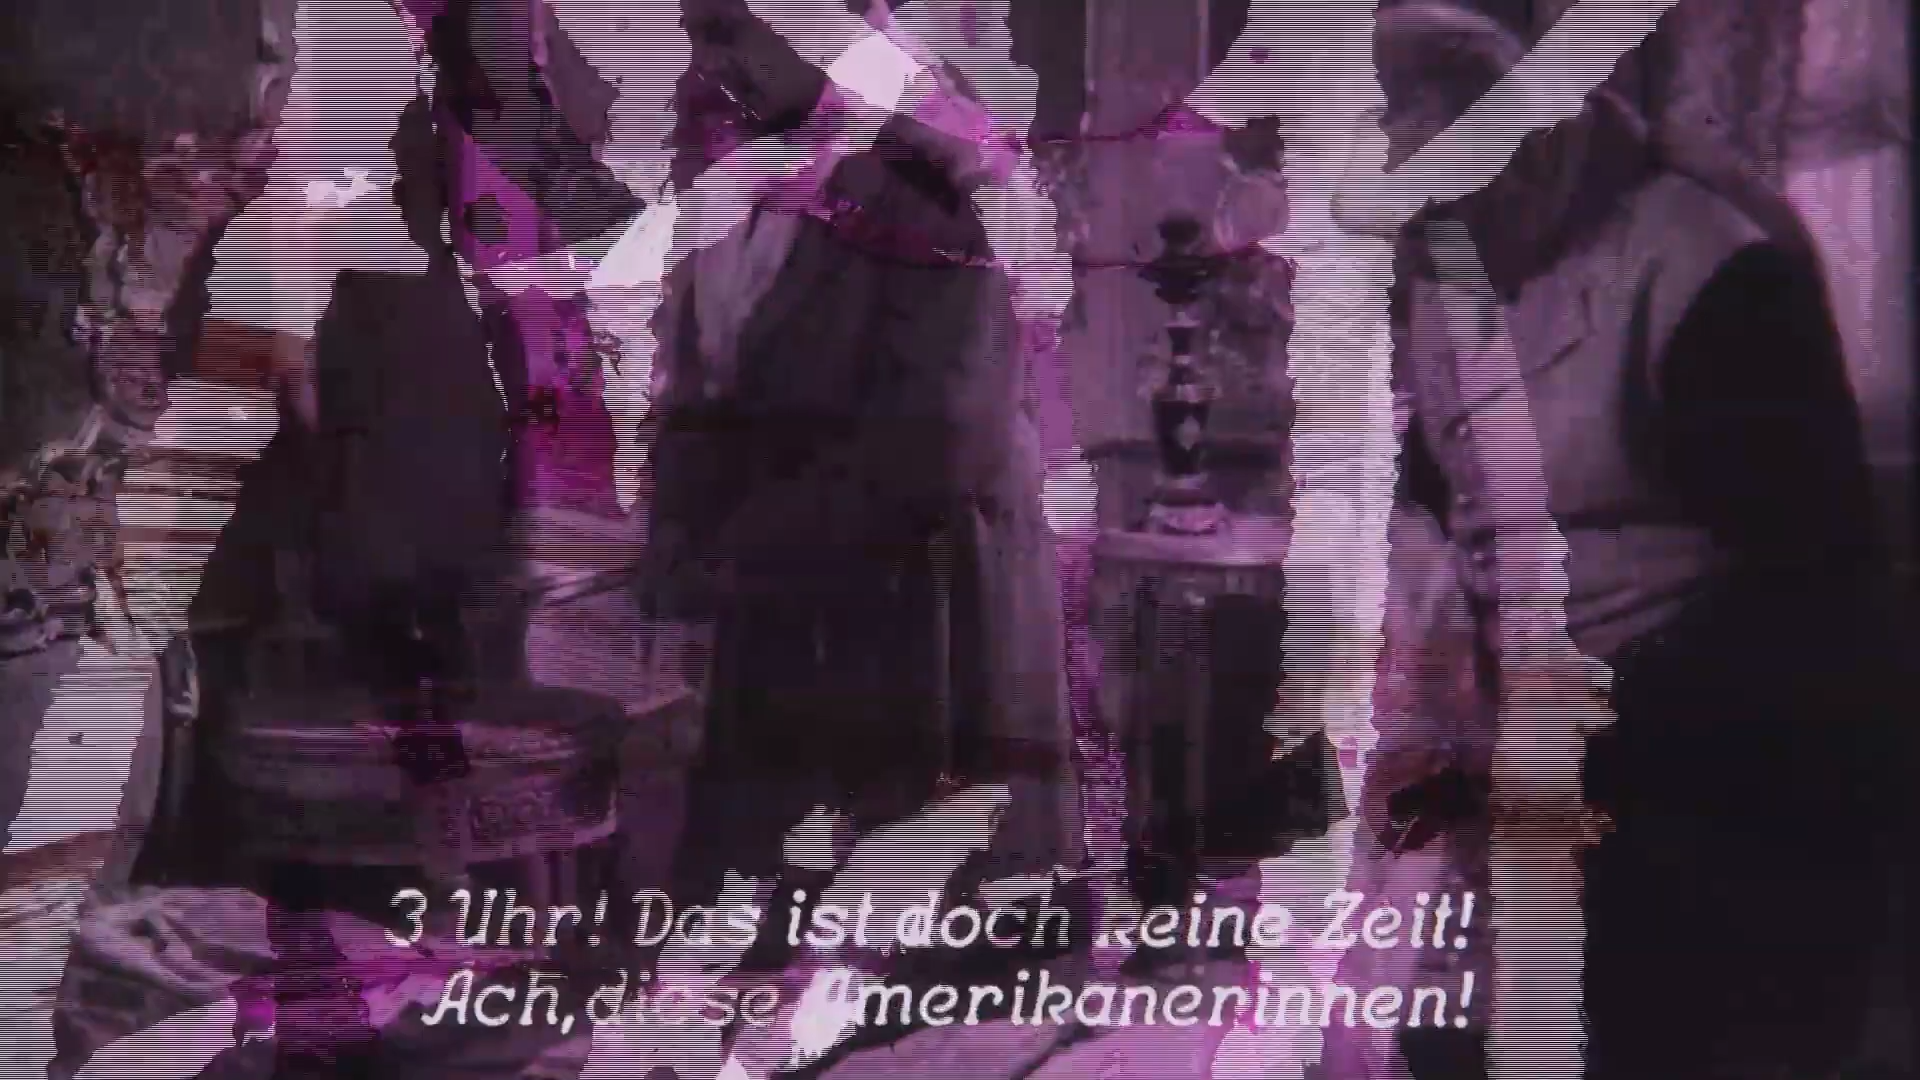 3 Uhr! Das ist doch keine Zeit!
Ach, diese Amerikanerinnen!